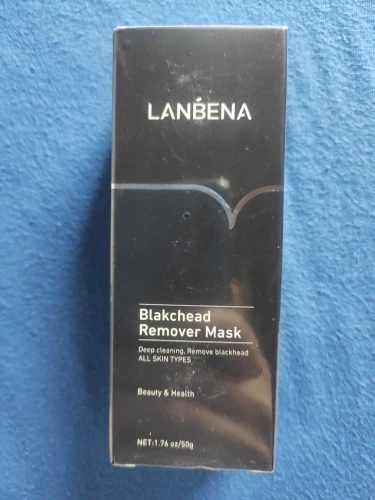 LANBENA
Blakchead
Remover Mask
Deep cleaning, Remove blackhead
ALL SKIN TYPES
Beauty & Health
NET:1.76 oz/50g